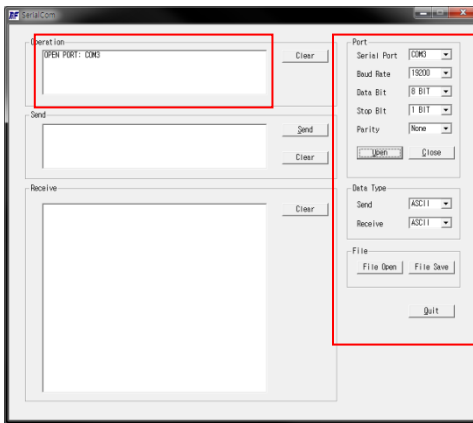 SerialCom
Operation
OPEN PORT: COM3
Clear
Send
Send
Clear
Receive
Clear
Port
Serial Port COM3
Baud Rate 19200
Data Bit 8 BIT
Stop Bit 1 BIT
Parity None
Open Close
Data Type
Send ASCII
Receive ASCII
File
File Open File Save
Quit